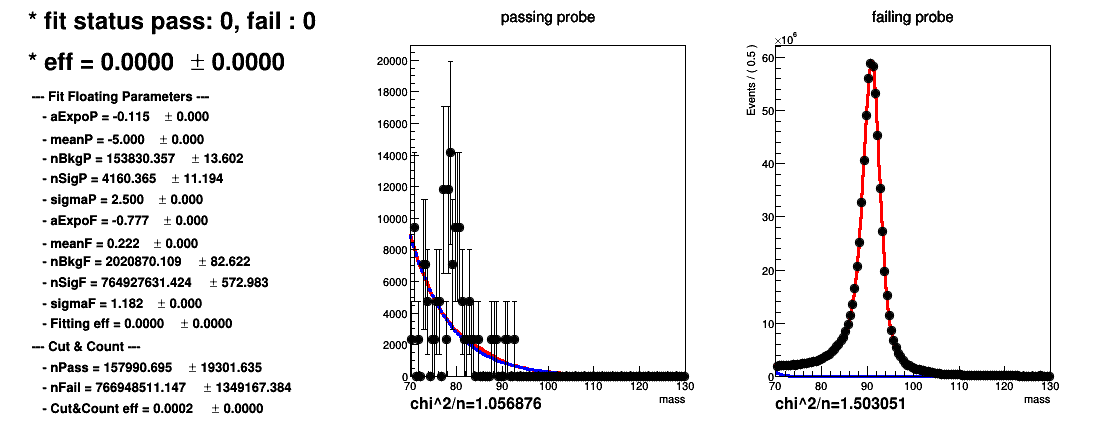 * fit status pass: 0, fail : 0
* eff = 0.0000 ± 0.0000
--- Fit Floating Parameters ---
- aExpoP = -0.115 ± 0.000
- meanP = -5.000 ± 0.000
- nBkgP = 153830.357 ± 13.602
- nSigP = 4160.365 ± 11.194
- sigmaP = 2.500 ± 0.000
- aExpoF = -0.777 ± 0.000
- meanF = 0.222 ± 0.000
- nBkgF = 2020870.109 ± 82.622
- nSigF = 764927631.424 ± 572.983
- sigmaF = 1.182 ± 0.000
- Fitting eff = 0.0000 ± 0.0000
--- Cut & Count ---
- nPass = 157990.695 ± 19301.635
- nFail = 766948511.147 ± 1349167.384
- Cut&Count eff = 0.0002 ± 0.0000
passing probe
20000
18000
16000
14000
12000
10000
8000
6000
4000
2000
0
70 80 90 100 110 120 130
mass
chi^2/n=1.056876
failing probe
×10^6
Events / ( 0.5 )
60
50
40
30
20
10
0
70 80 90 100 110 120 130
mass
chi^2/n=1.503051